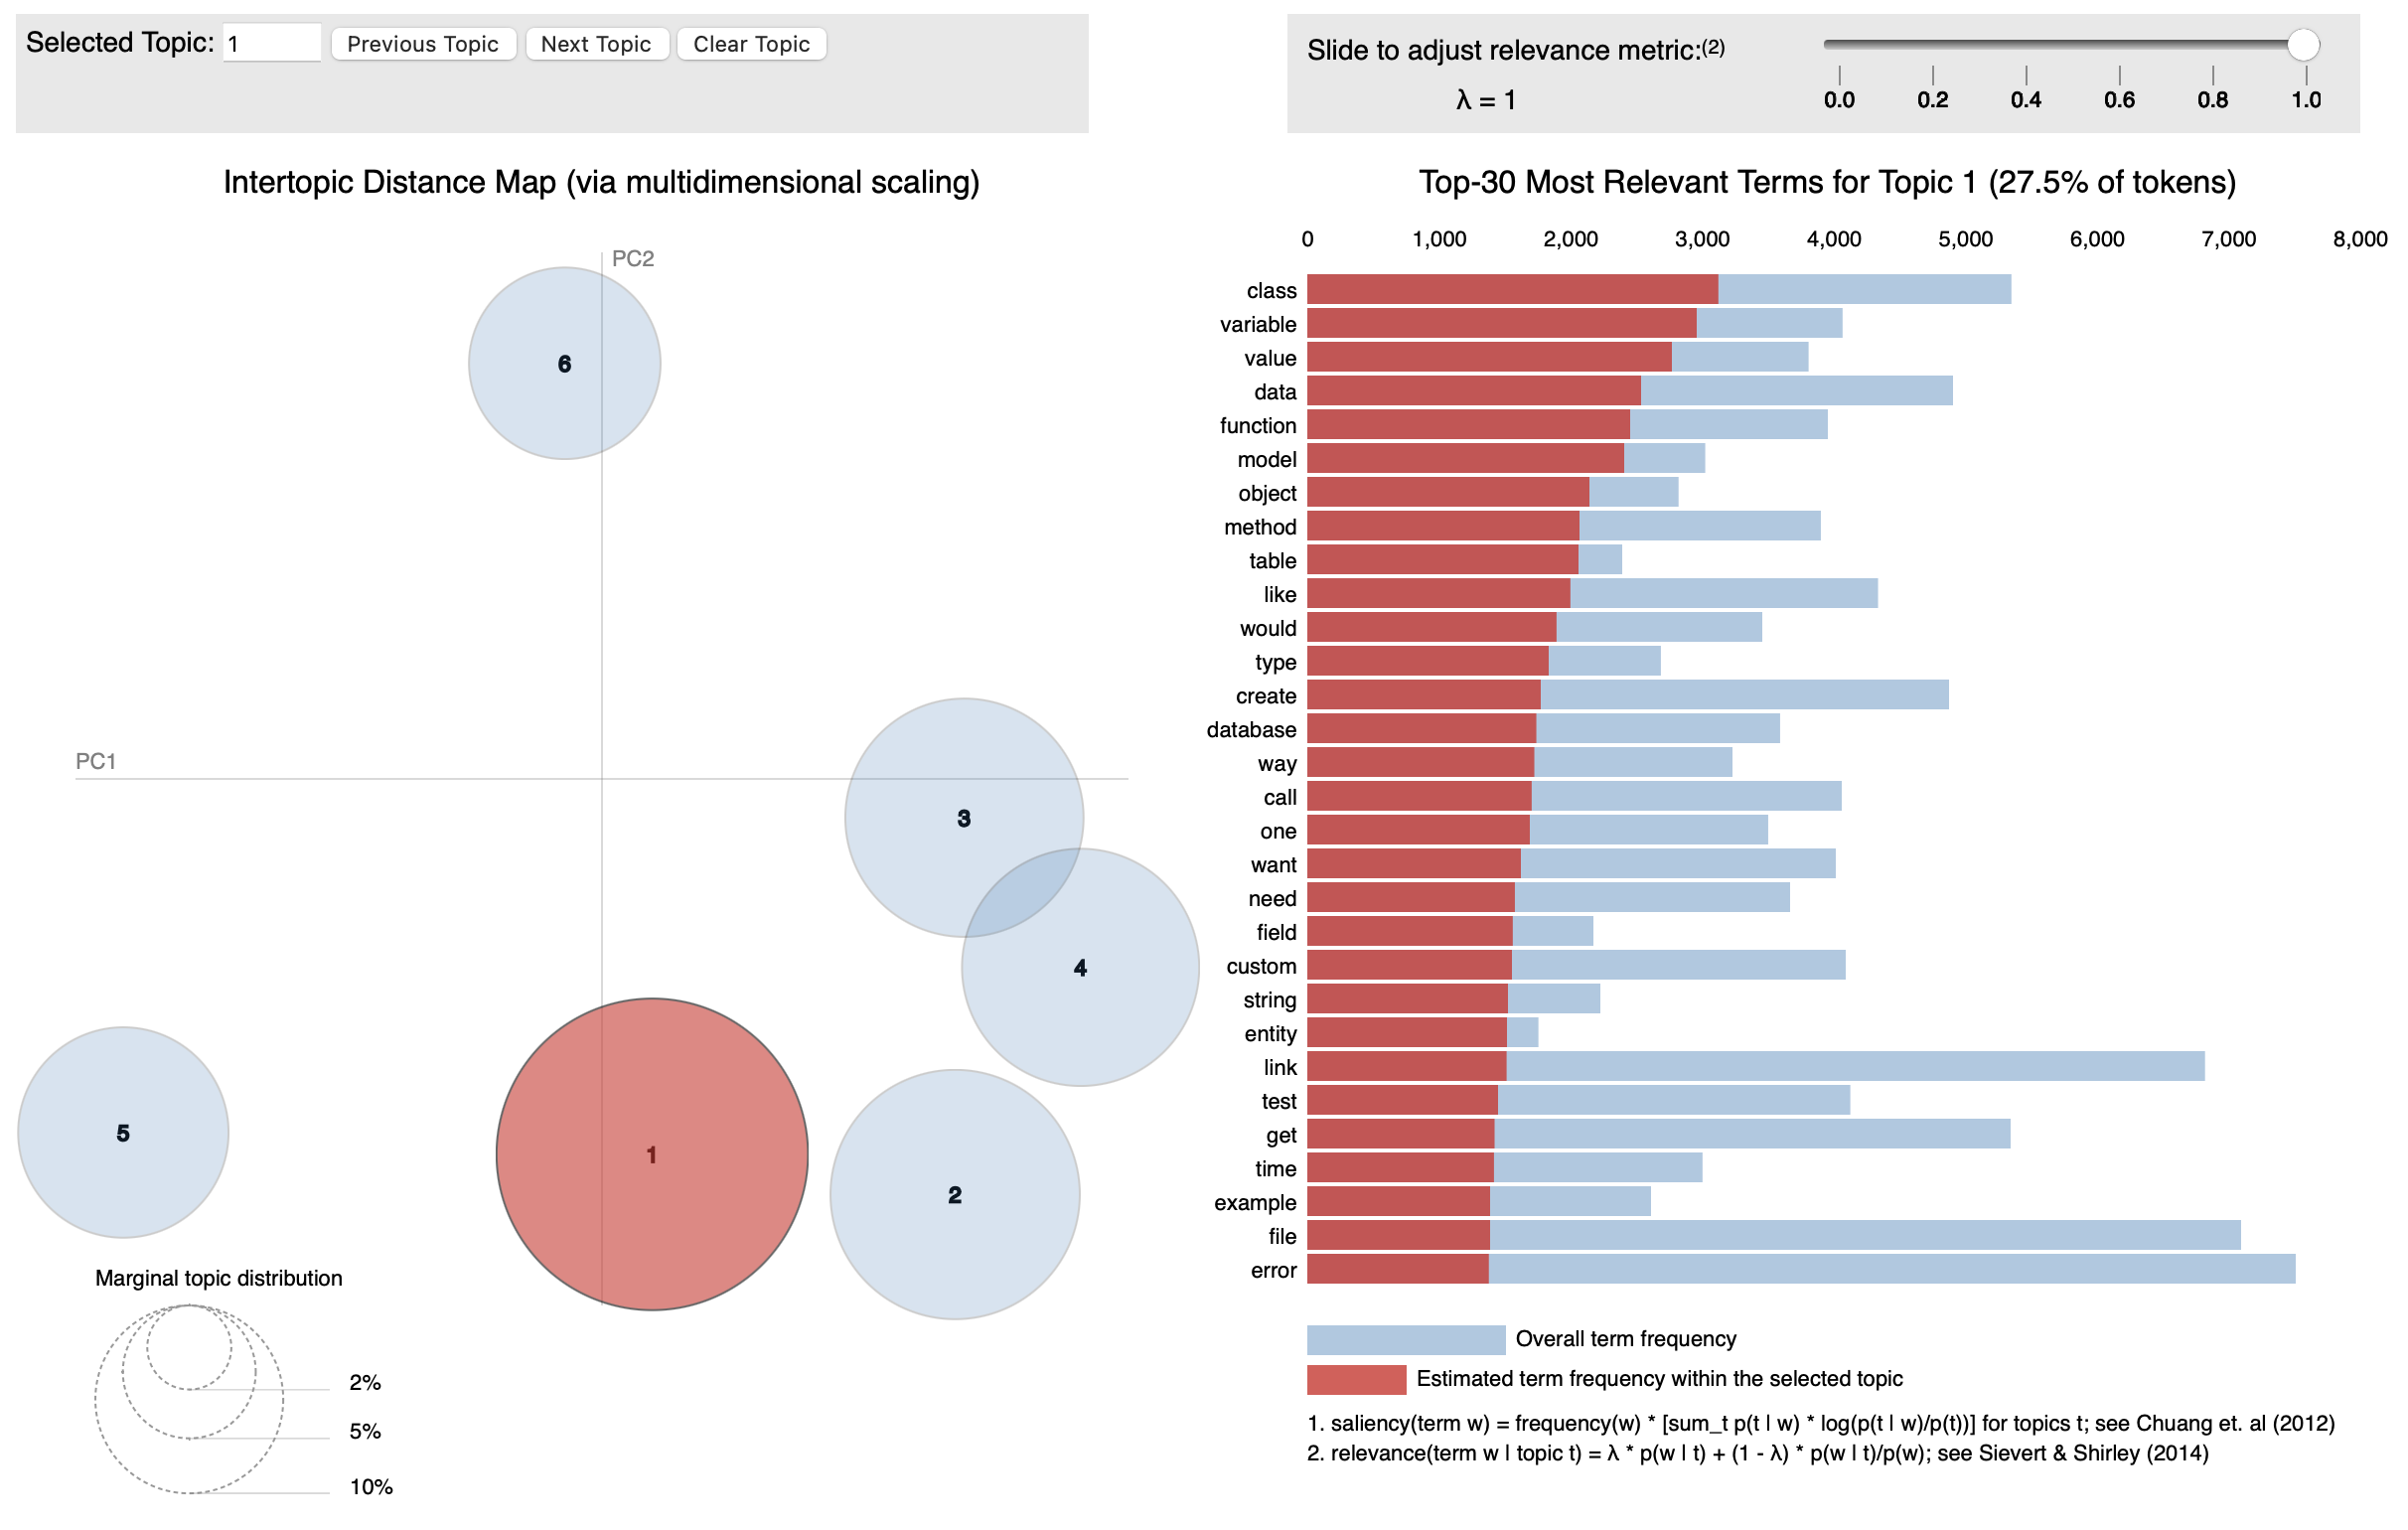 Selected Topic: 1 Previous Topic Next Topic Clear Topic
Slide to adjust relevance metric:(2)
λ = 1
0.0 0.2 0.4 0.6 0.8 1.0
Intertopic Distance Map (via multidimensional scaling)
PC2
6
PC1
3
4
5
1
2
Marginal topic distribution
2%
5%
10%
Top-30 Most Relevant Terms for Topic 1 (27.5% of tokens)
0 1,000 2,000 3,000 4,000 5,000 6,000 7,000 8,000
class
variable
value
data
function
model
object
method
table
like
would
type
create
database
way
call
one
want
need
field
custom
string
entity
link
test
get
time
example
file
error
Overall term frequency
Estimated term frequency within the selected topic
1. saliency(term w) = frequency(w) * [sum_t p(t | w) * log(p(t | w)/p(t))] for topics t; see Chuang et. al (2012)
2. relevance(term w | topic t) = λ * p(w | t) + (1 - λ) * p(w | t)/p(w); see Sievert & Shirley (2014)